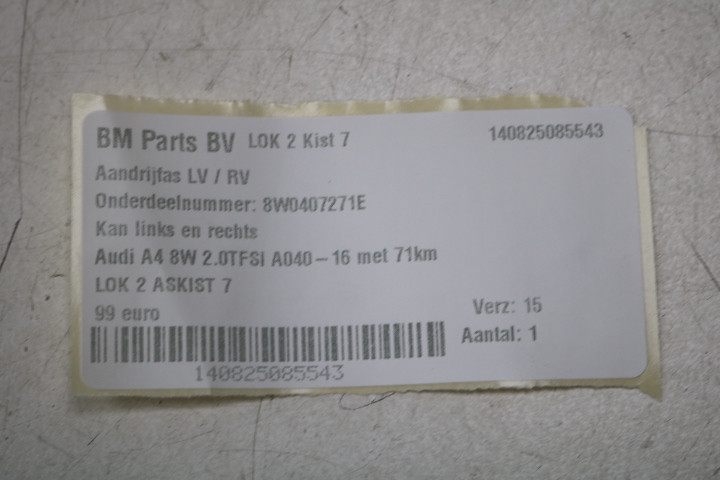 BM Parts BV LOK 2 Kist 7 140825085543
Aandrijfas LV / RV
Onderdeelnummer: 8W0407271E
Kan links en rechts
Audi A4 8W 2.0TFSI A040-16 met 71km
LOK 2 ASKIST 7
99 euro Verz: 15
Aantal: 1
140825085543